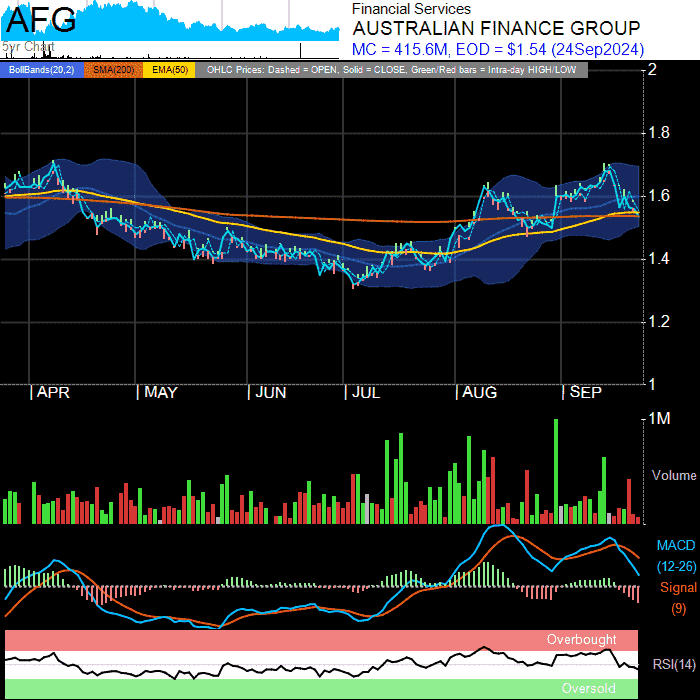 AFG
5yr Chart
Financial Services
AUSTRALIAN FINANCE GROUP
MC = 415.6M, EOD = $1.54 (24Sep2024)
BollBands(20,2) SMA(200) EMA(50) OHLC Prices: Dashed = OPEN, Solid = CLOSE, Green/Red bars = Intra-day HIGH/LOW
2
1.8
1.6
1.4
1.2
1
| APR | MAY | JUN | JUL | AUG | SEP
1M
Volume
MACD
(12-26)
Signal
(9)
Overbought
RSI(14)
Oversold